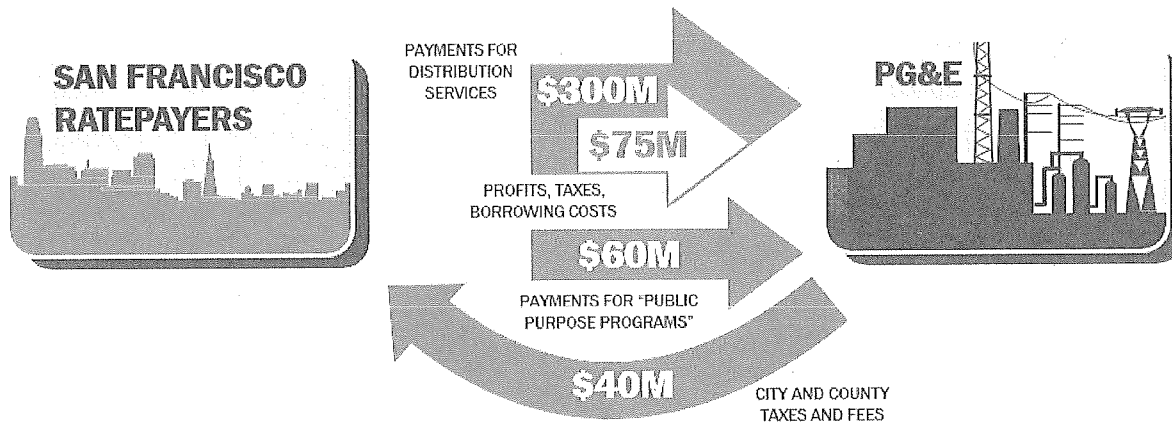 SAN FRANCISCO
RATEPAYERS
PAYMENTS FOR
DISTRIBUTION
SERVICES
$300M
$75M
PROFITS, TAXES,
BORROWING COSTS
$60M
PAYMENTS FOR "PUBLIC
PURPOSE PROGRAMS"
$40M
CITY AND COUNTY
TAXES AND FEES
PG&E